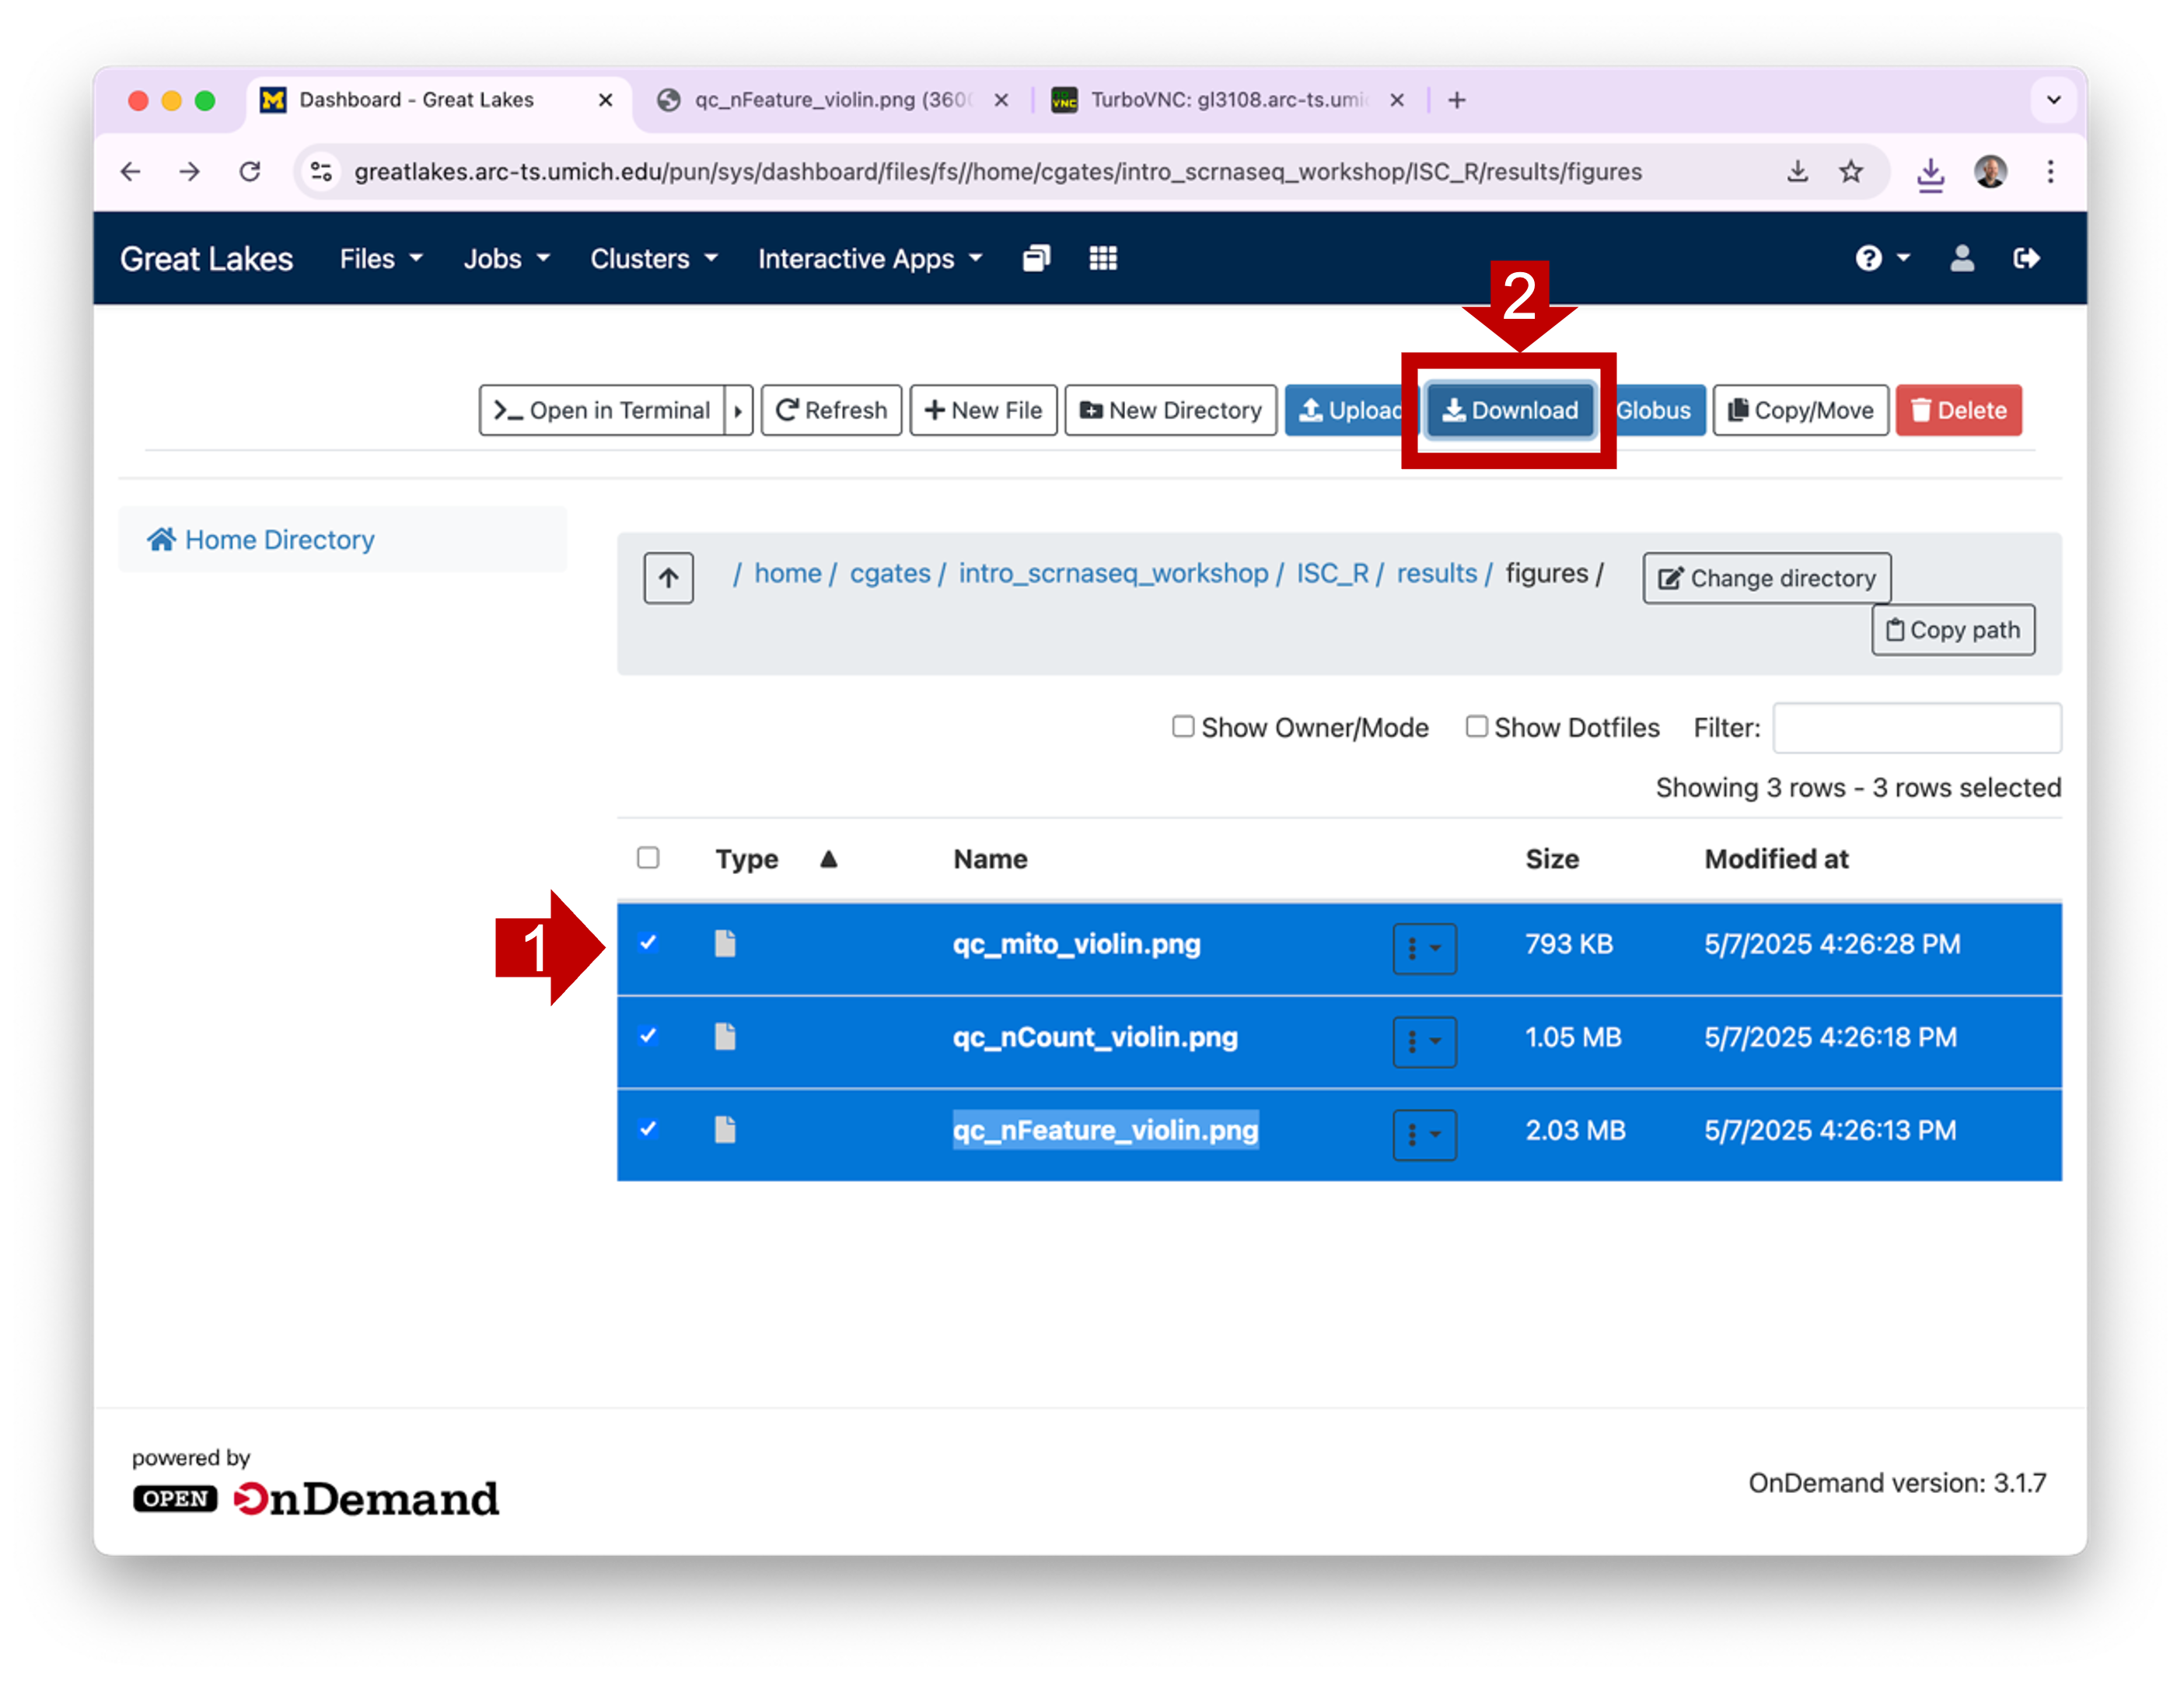 Dashboard - Great Lakes
qc_nFeature_violin.png (360
TurboVNC: gl3108.arc-ts.umi
greatlakes.arc-ts.umich.edu/pun/sys/dashboard/files/fs//home/cgates/intro_scrnaseq_workshop/ISC_R/results/figures
Great Lakes Files Jobs Clusters Interactive Apps
2
Open in Terminal Refresh New File New Directory Upload Download Globus Copy/Move Delete
Home Directory
/ home / cgates / intro_scrnaseq_workshop / ISC_R / results / figures / Change directory
Copy path
Show Owner/Mode Show Dotfiles Filter:
Showing 3 rows - 3 rows selected
Type Name Size Modified at
1
qc_mito_violin.png 793 KB 5/7/2025 4:26:28 PM
qc_nCount_violin.png 1.05 MB 5/7/2025 4:26:18 PM
qc_nFeature_violin.png 2.03 MB 5/7/2025 4:26:13 PM
powered by
OPEN OnDemand
OnDemand version: 3.1.7